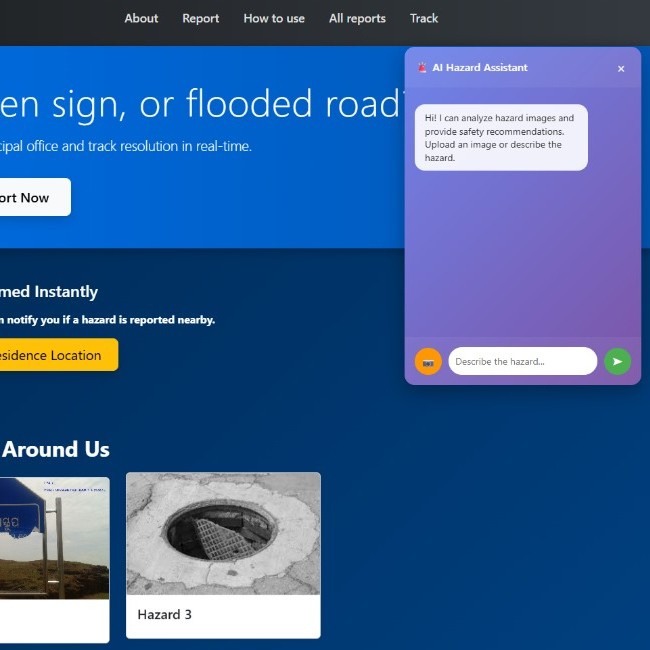 About Report How to use All reports Track
AI Hazard Assistant ×
en sign, or flooded road?
Hi! I can analyze hazard images and
provide safety recommendations.
Upload an image or describe the
hazard.
cipal office and track resolution in real-time.
ort Now
med Instantly
n notify you if a hazard is reported nearby.
esidence Location
Describe the hazard...
Around Us
Hazard 3